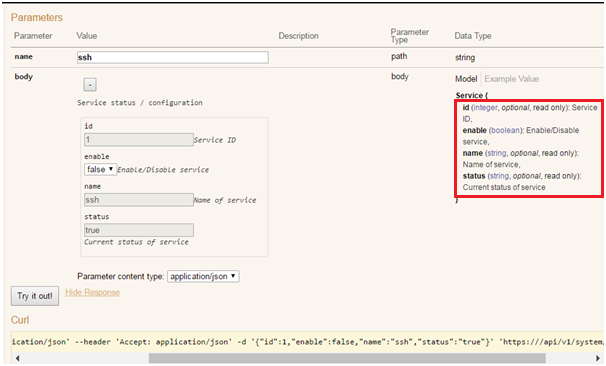 Parameters
Parameter Value Description Parameter Type Data Type
name ssh path string
body - body Model Example Value
Service status / configuration
Service {
id (integer, optional, read only): Service
ID,
enable (boolean): Enable/Disable
service,
name (string, optional, read only):
Name of service,
status (string, optional, read only):
Current status of service
}
id
1 Service ID
enable
false Enable/Disable service
name
ssh Name of service
status
true
Current status of service
Parameter content type: application/json
Try it out! Hide Response
Curl
ication/json' --header 'Accept: application/json' -d '{"id":1,"enable":false,"name":"ssh","status":"true"}' 'https:///api/v1/system,